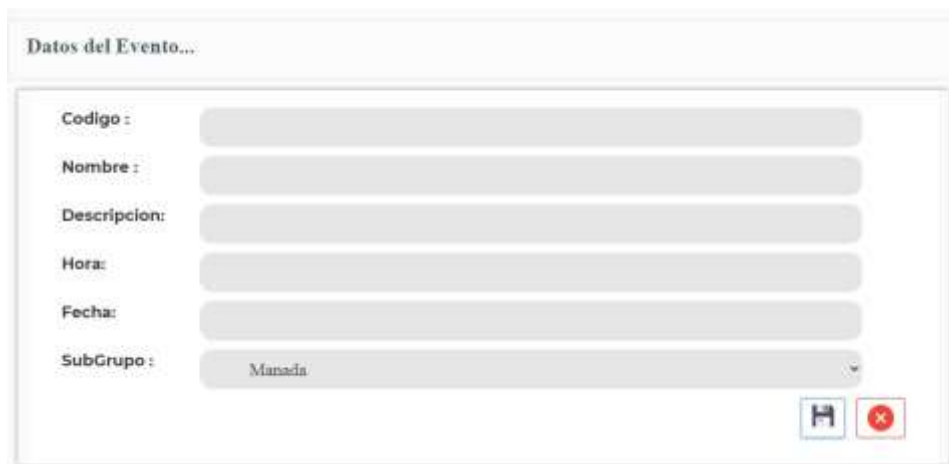 Datos del Evento...
Codigo :
Nombre :
Descripcion:
Hora:
Fecha:
SubGrupo : Manada